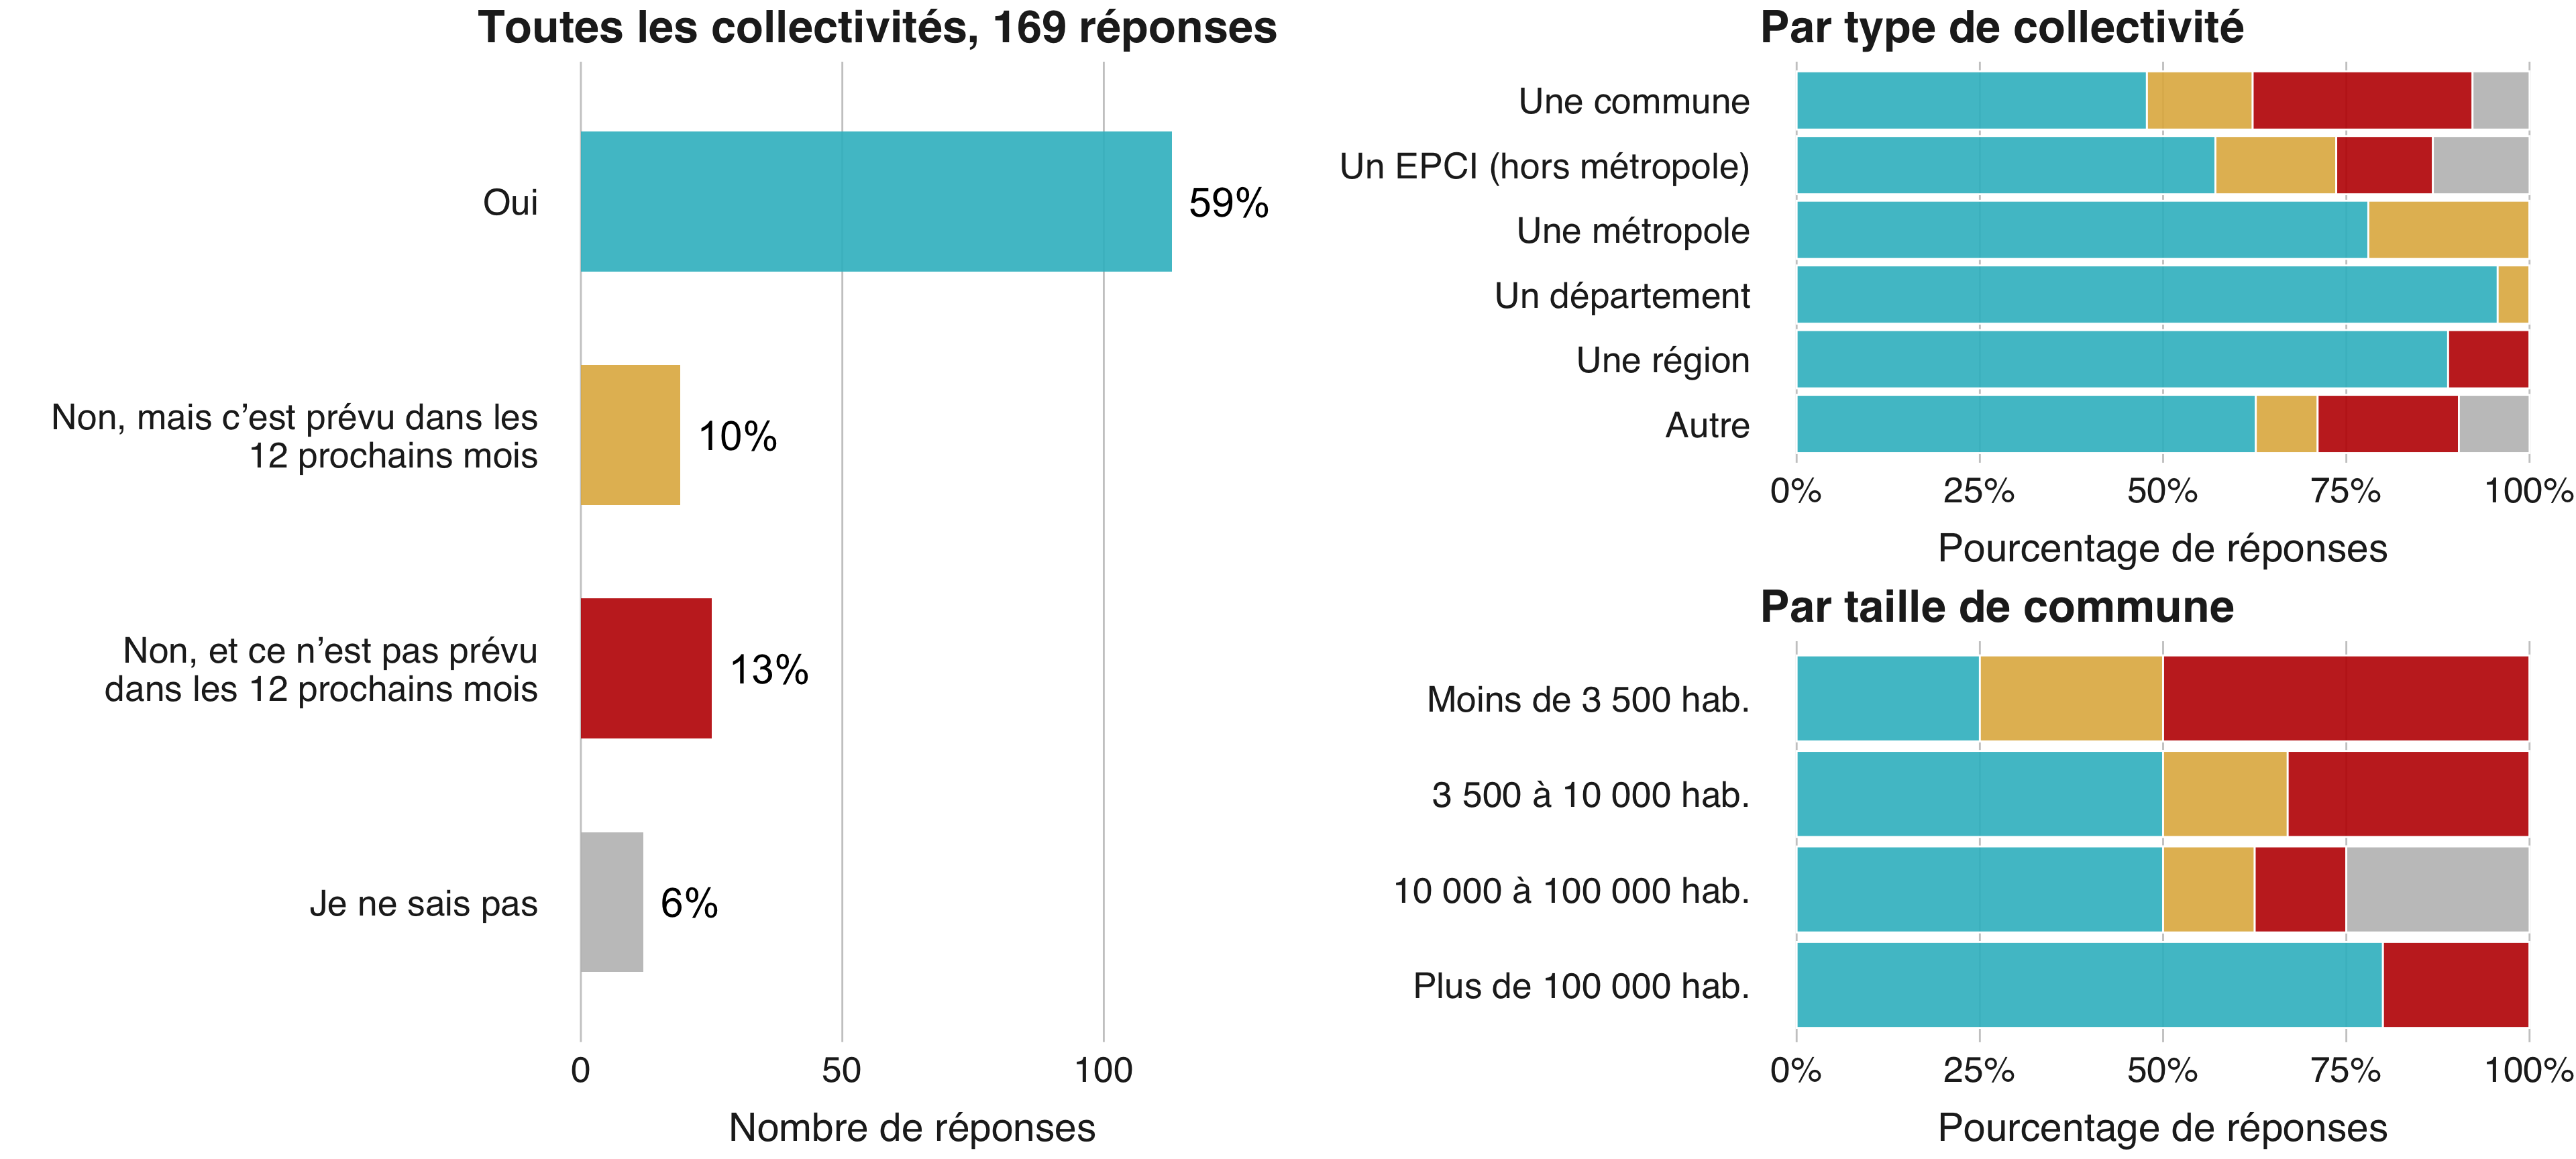 Toutes les collectivités, 169 réponses
Oui
59%
Non, mais c’est prévu dans les
12 prochains mois
10%
Non, et ce n’est pas prévu
dans les 12 prochains mois
13%
Je ne sais pas
6%
0 50 100
Nombre de réponses
Par type de collectivité
Une commune
Un EPCI (hors métropole)
Une métropole
Un département
Une région
Autre
0% 25% 50% 75% 100%
Pourcentage de réponses
Par taille de commune
Moins de 3 500 hab.
3 500 à 10 000 hab.
10 000 à 100 000 hab.
Plus de 100 000 hab.
0% 25% 50% 75% 100%
Pourcentage de réponses